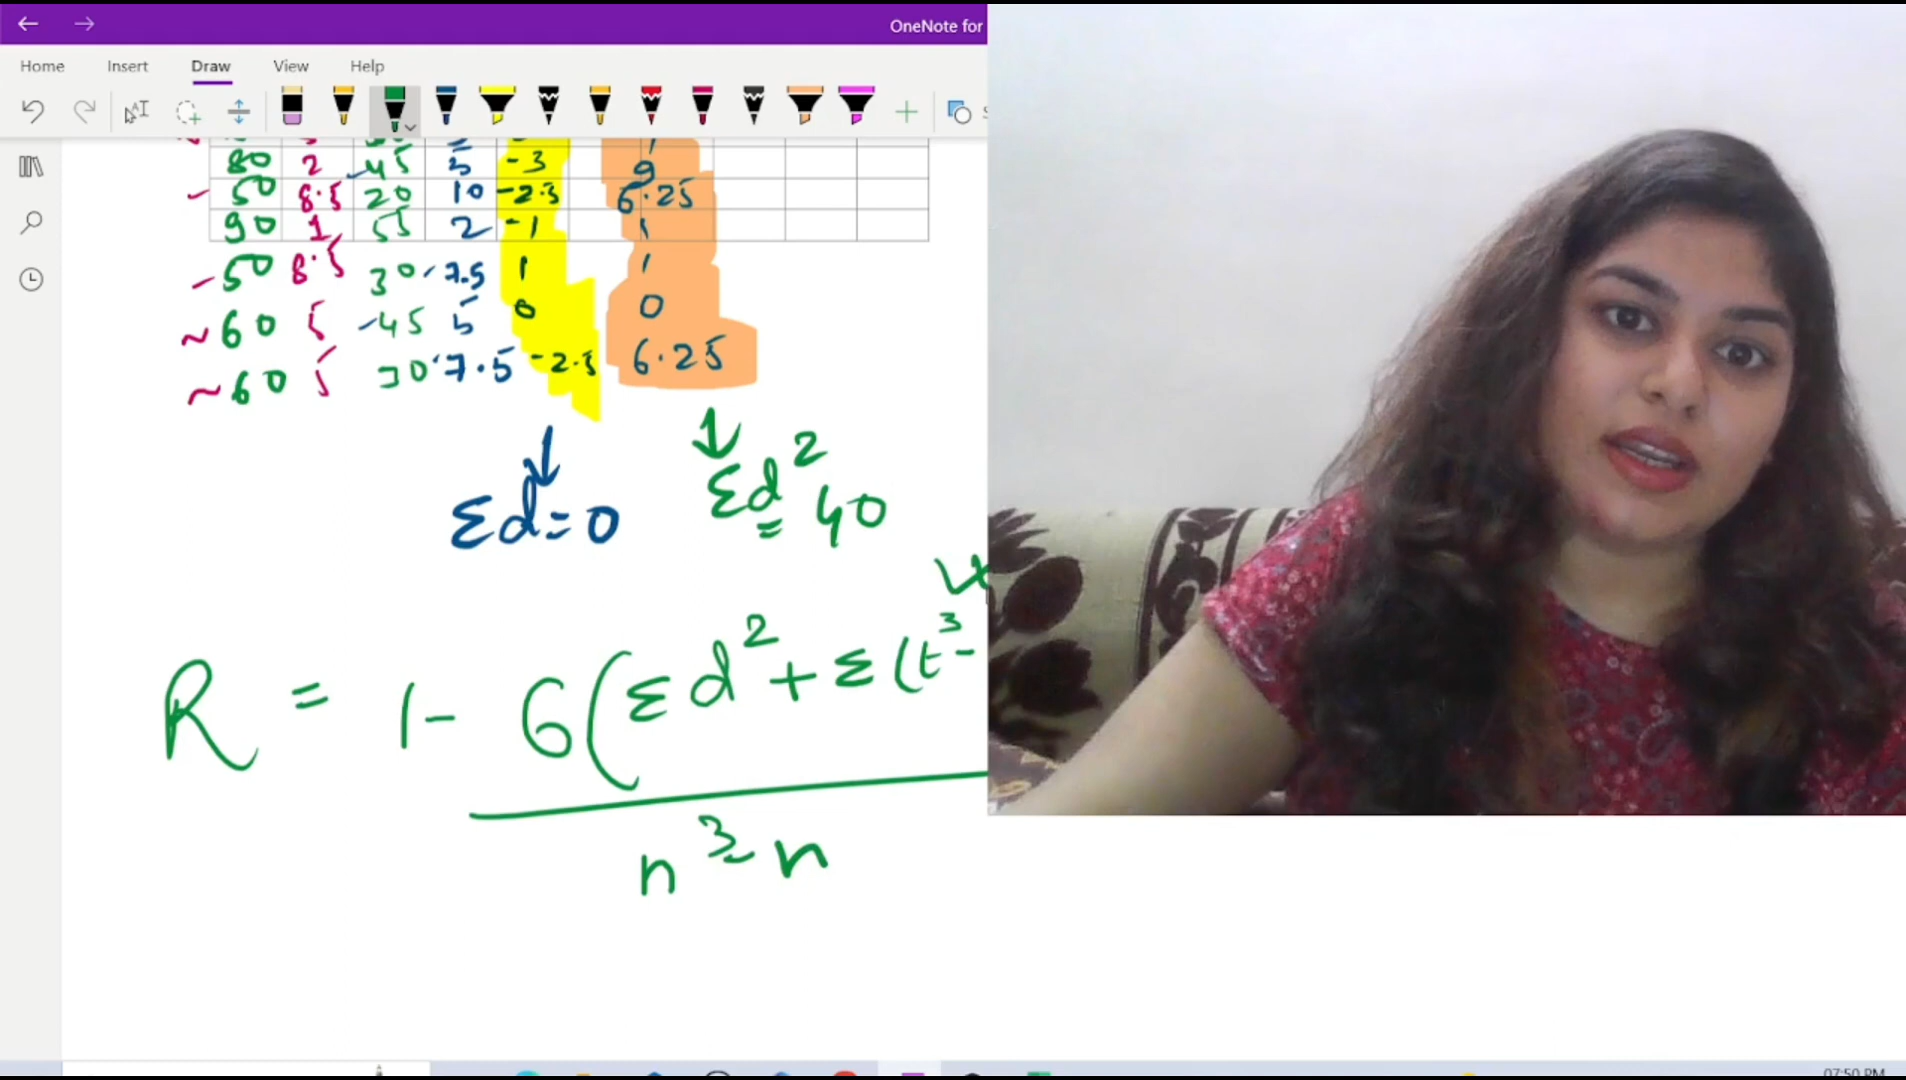 OneNote for
Home Insert Draw View Help
80 2 45 5 -3 9
50 8.5 20 10 -2.5 6.25
90 1 55 2 -1 1
50 8.5 30 7.5 1 1
60 5 45 5 0 0
60 5 30 7.5 -2.5 6.25
Σd = 0
Σd² = 40
R = 1 - 6(Σd² + Σ(t³ -
n³ - n
07:50 PM